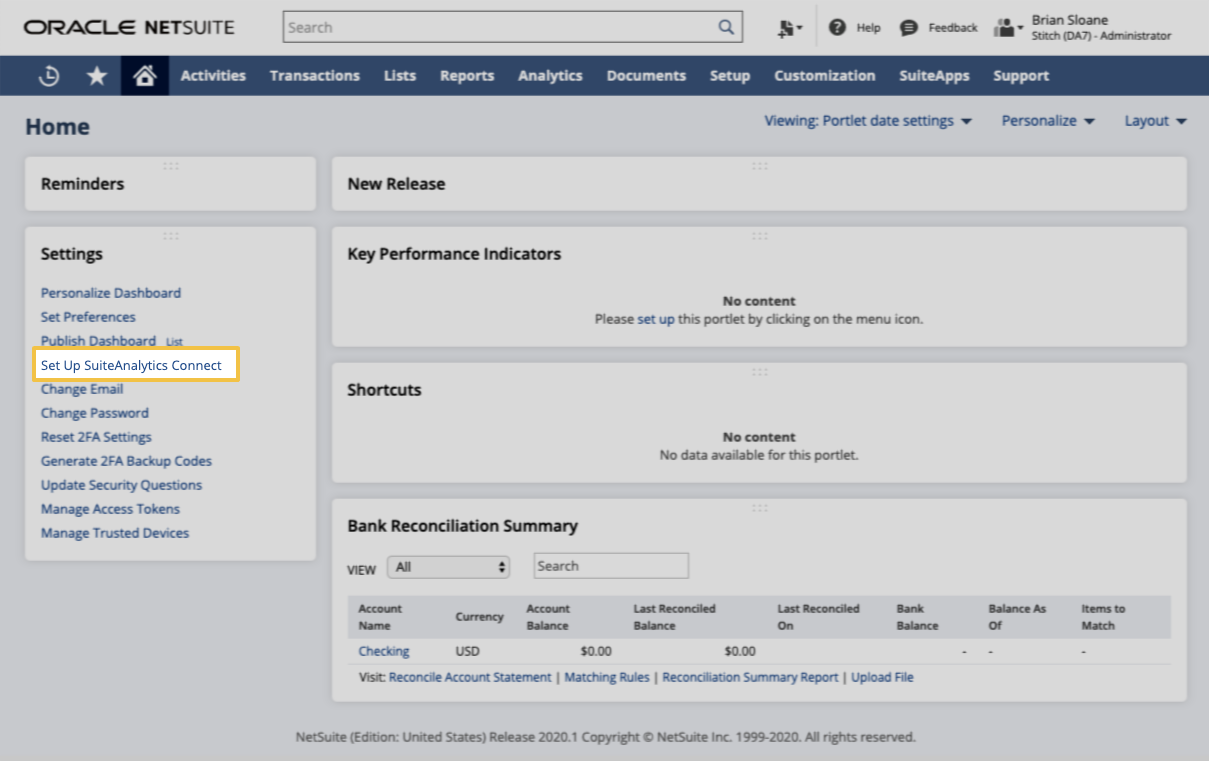 ORACLE NETSUITE
Search
Help
Feedback
Brian Sloane
Stitch (DA7) - Administrator
Activities Transactions Lists Reports Analytics Documents Setup Customization SuiteApps Support
Home
Viewing: Portlet date settings
Personalize
Layout
Reminders
Settings
Personalize Dashboard
Set Preferences
Publish Dashboard List
Set Up SuiteAnalytics Connect
Change Email
Change Password
Reset 2FA Settings
Generate 2FA Backup Codes
Update Security Questions
Manage Access Tokens
Manage Trusted Devices
New Release
Key Performance Indicators
No content
Please set up this portlet by clicking on the menu icon.
Shortcuts
No content
No data available for this portlet.
Bank Reconciliation Summary
VIEW All Search
Account Name Currency Account Balance Last Reconciled Balance Last Reconciled On Bank Balance Balance As Of Items to Match
Checking USD $0.00 $0.00 - - -
Visit: Reconcile Account Statement | Matching Rules | Reconciliation Summary Report | Upload File
NetSuite (Edition: United States) Release 2020.1 Copyright © NetSuite Inc. 1999-2020. All rights reserved.